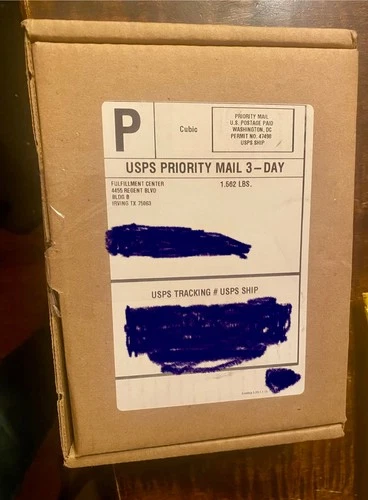 P
Cubic
PRIORITY MAIL
U.S. POSTAGE PAID
WASHINGTON, DC
PERMIT NO. 47498
USPS SHIP
USPS PRIORITY MAIL 3-DAY
FULFILLMENT CENTER
1.562 LBS.
4455 REGENT BLVD
BLDG B
IRVING TX 75063
USPS TRACKING # USPS SHIP